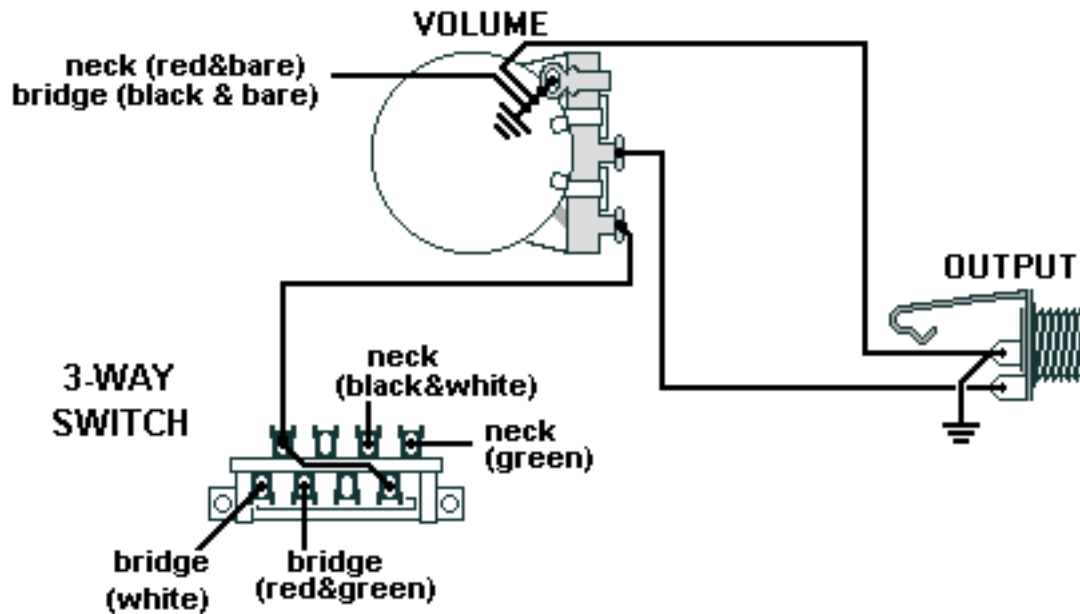 VOLUME
neck (red&bare)
bridge (black & bare)
OUTPUT
3-WAY
SWITCH
neck
(black&white)
neck
(green)
bridge
(white)
bridge
(red&green)